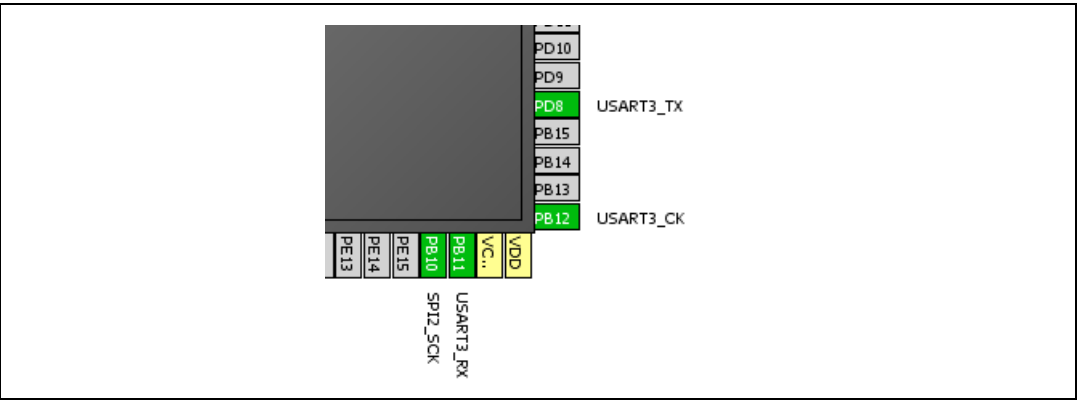 PD10
PD9
PD8 USART3_TX
PB15
PB14
PB13
PB12 USART3_CK
PE13 PE14 PE15 PB10 PB11 VC.. VDD
SPI2_SCK USART3_RX